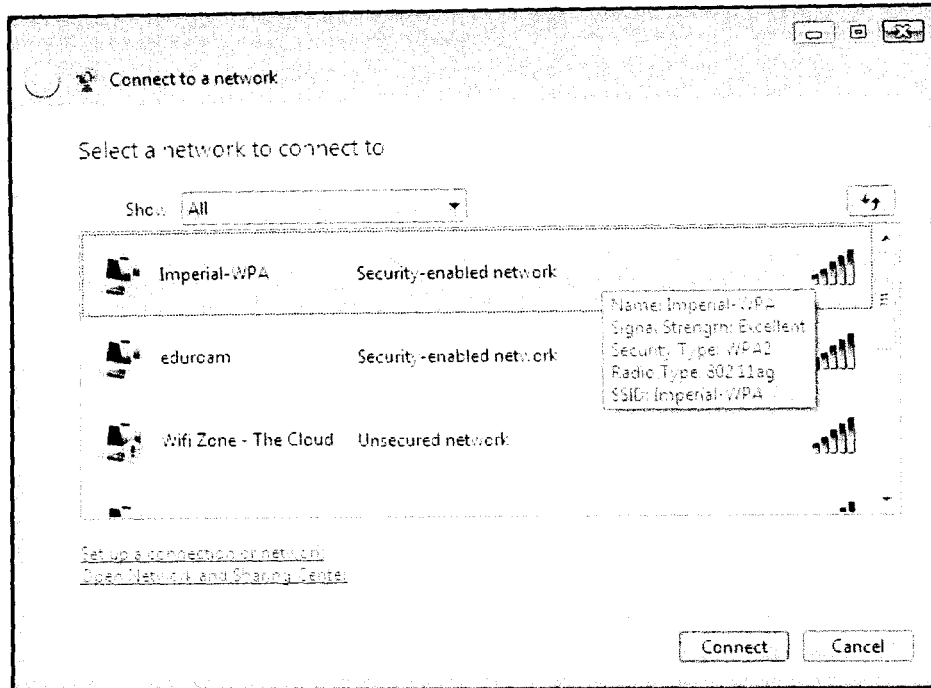 Connect to a network
Select a network to connect to
Show All
Imperial-WPA Security-enabled network
Name: Imperial-WPA
Signal Strength: Excellent
Security Type: WPA2
Radio Type: 802.11ag
SSID: Imperial-WPA
eduroam Security-enabled network
Wifi Zone - The Cloud Unsecured network
Set up a connection or network
Open Network and Sharing Center
Connect Cancel